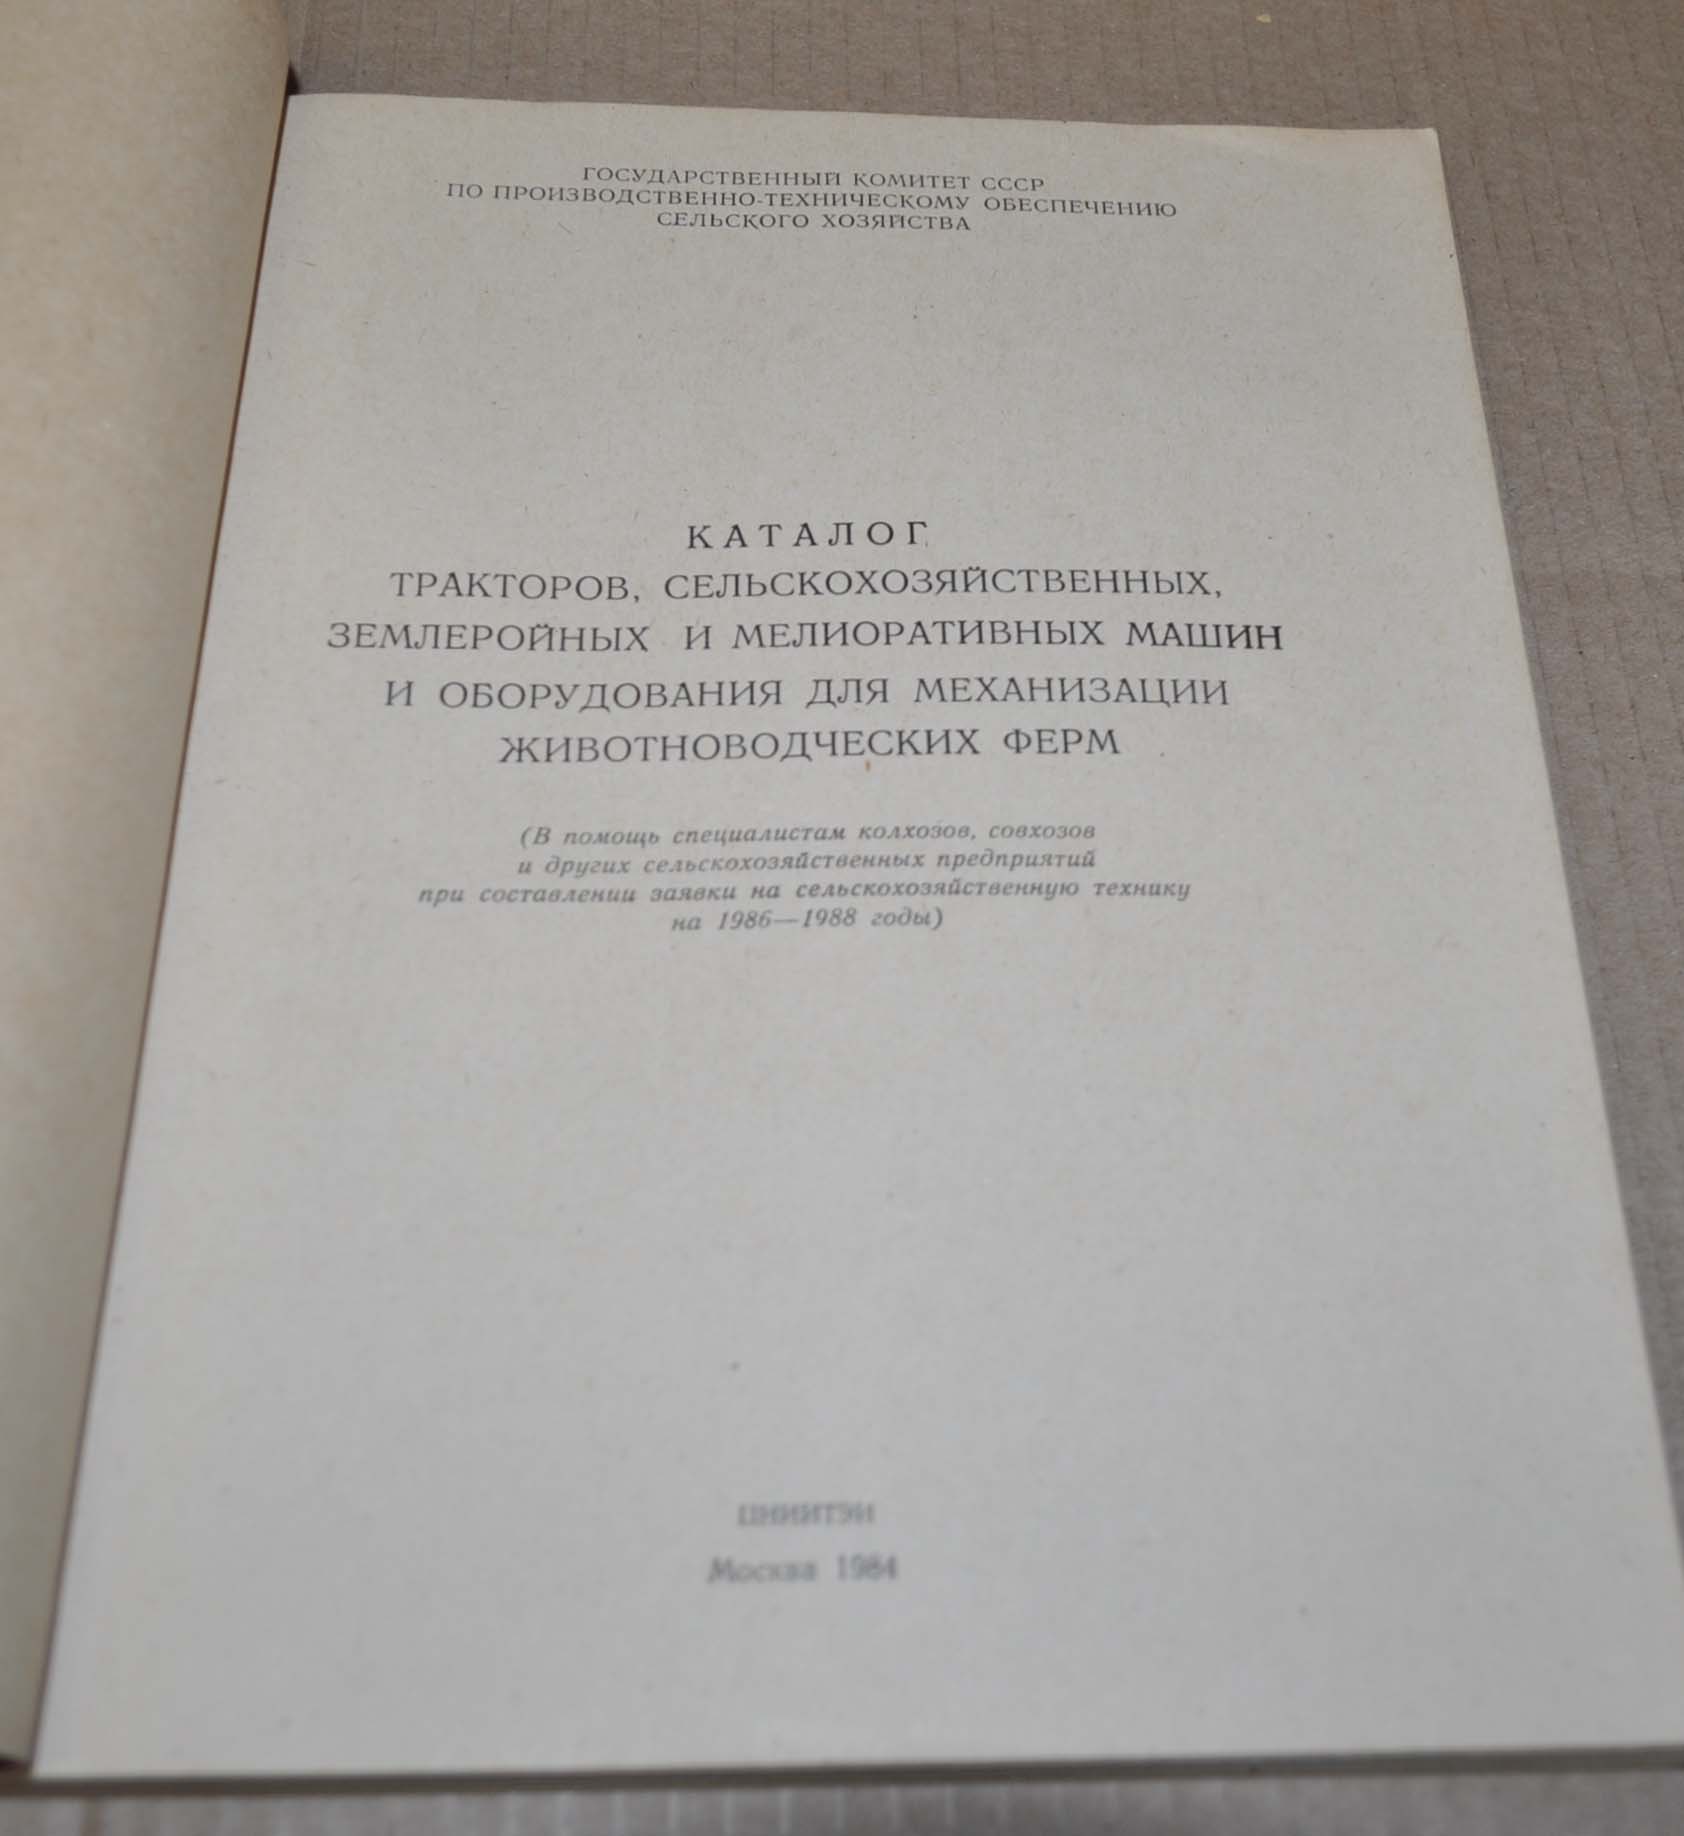 ГОСУДАРСТВЕННЫЙ КОМИТЕТ СССР
ПО ПРОИЗВОДСТВЕННО-ТЕХНИЧЕСКОМУ ОБЕСПЕЧЕНИЮ
СЕЛЬСКОГО ХОЗЯЙСТВА
КАТАЛОГ
ТРАКТОРОВ, СЕЛЬСКОХОЗЯЙСТВЕННЫХ,
ЗЕМЛЕРОЙНЫХ И МЕЛИОРАТИВНЫХ МАШИН
И ОБОРУДОВАНИЯ ДЛЯ МЕХАНИЗАЦИИ
ЖИВОТНОВОДЧЕСКИХ ФЕРМ
(В помощь специалистам колхозов, совхозов
и других сельскохозяйственных предприятий
при составлении заявки на сельскохозяйственную технику
на 1986—1988 годы)
ЦНИИТЭИ
Москва 1984